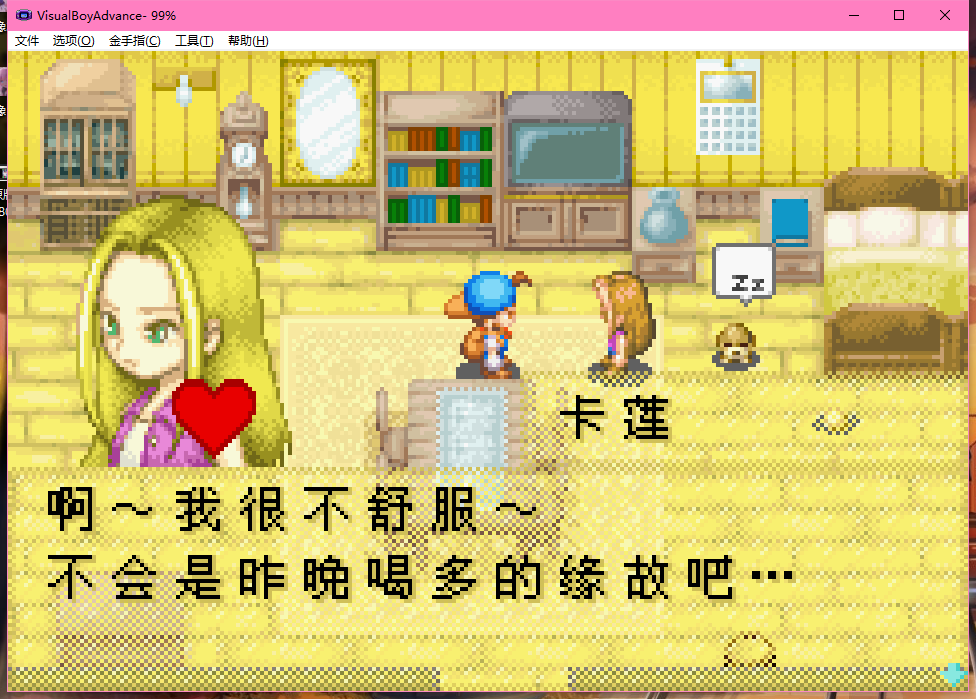 VisualBoyAdvance- 99%
文件 选项(O) 金手指(C) 工具(T) 帮助(H)
Zz
卡莲
啊～我很不舒服～
不会是昨晚喝多的缘故吧…